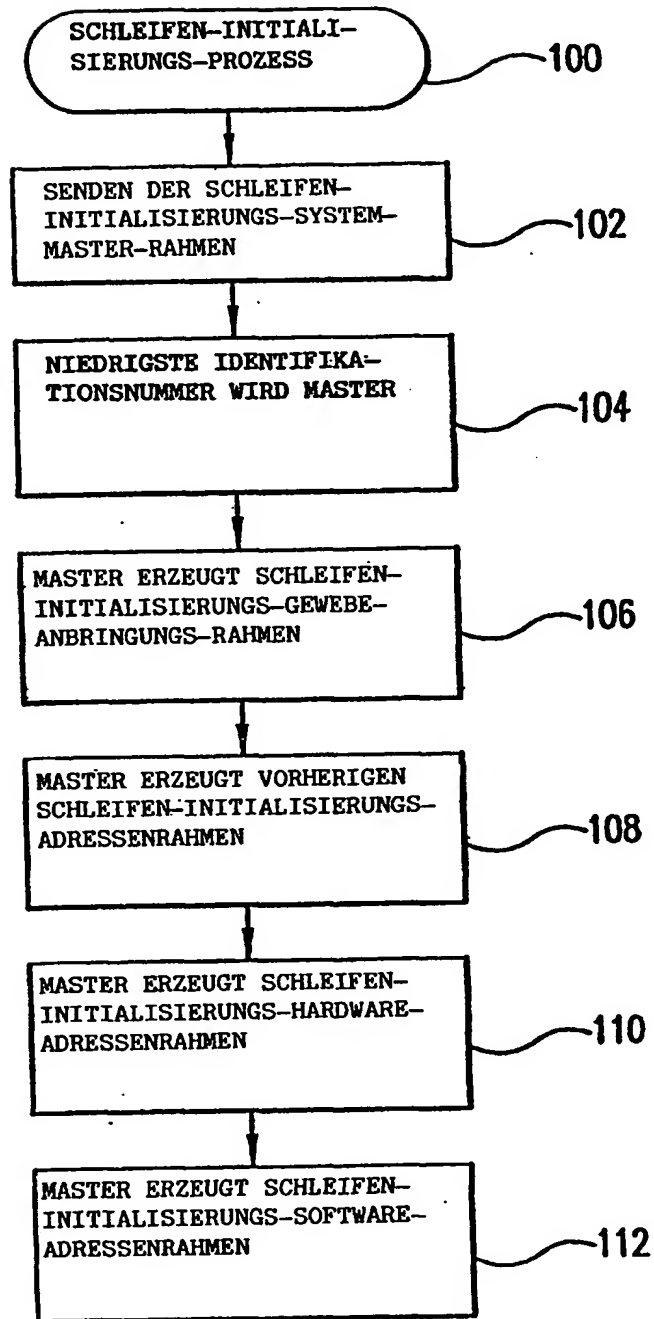 SCHLEIFEN-INITIALI-
SIERUNGS-PROZESS
100
SENDEN DER SCHLEIFEN-
INITIALISIERUNGS-SYSTEM-
MASTER-RAHMEN
102
NIEDRIGSTE IDENTIFIKA-
TIONSNUMMER WIRD MASTER
104
MASTER ERZEUGT SCHLEIFEN-
INITIALISIERUNGS-GEWEBE-
ANBRINGUNGS-RAHMEN
106
MASTER ERZEUGT VORHERIGEN
SCHLEIFEN-INITIALISIERUNGS-
ADRESSENRAHMEN
108
MASTER ERZEUGT SCHLEIFEN-
INITIALISIERUNGS-HARDWARE-
ADRESSENRAHMEN
110
MASTER ERZEUGT SCHLEIFEN-
INITIALISIERUNGS-SOFTWARE-
ADRESSENRAHMEN
112